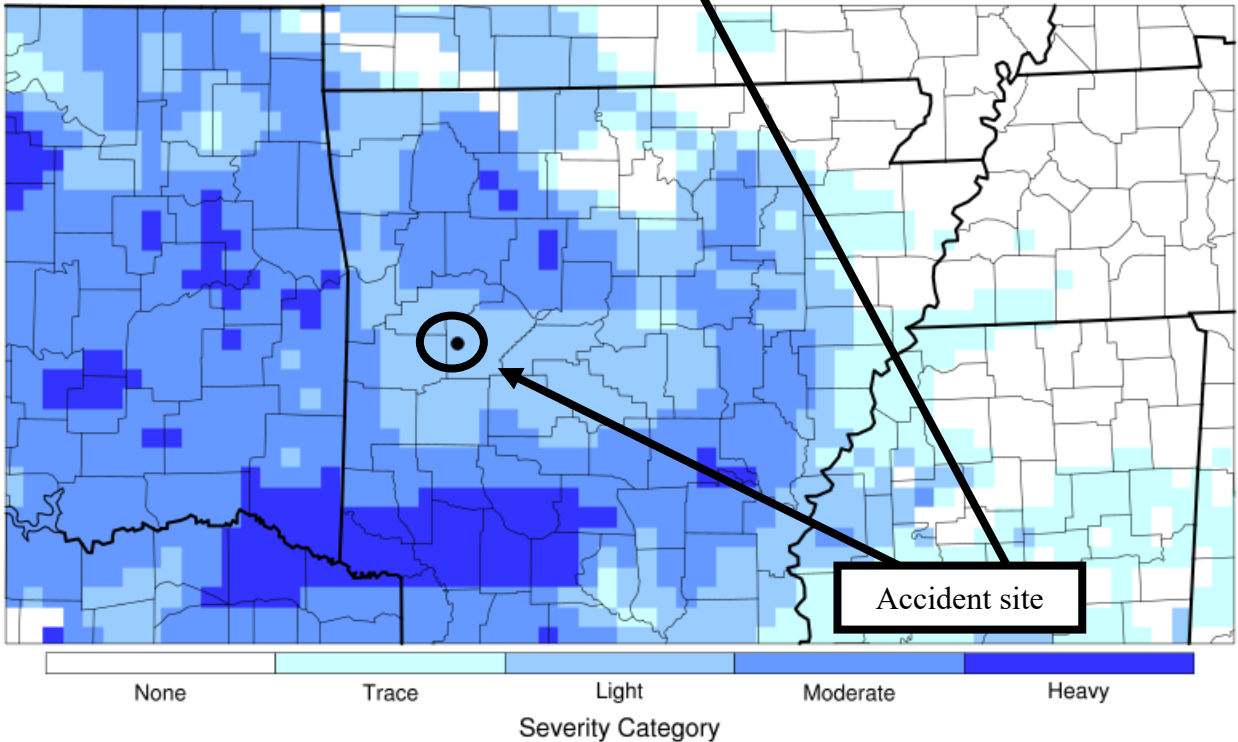 Accident site
None
Trace
Light
Moderate
Heavy
Severity Category